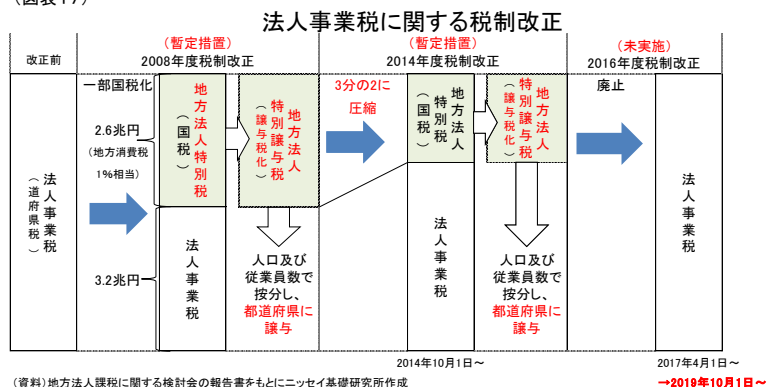 (図表17)
法人事業税に関する税制改正
改正前
(暫定措置)
2008年度税制改正
(暫定措置)
2014年度税制改正
(未実施)
2016年度税制改正
法人事業税
(道府県税)
一部国税化
2.6兆円
(地方消費税
1%相当)
3.2兆円
地方法人特別税
(国税)
法人事業税
地方法人
特別譲与税
(譲与税化)
人口及び
従業員数で
按分し、
都道府県に
譲与
3分の2に
圧縮
地方法人
特別税
(国税)
法人事業税
地方法人
特別譲与税
(譲与税化)
人口及び
従業員数で
按分し、
都道府県に
譲与
廃止
法人事業税
2014年10月1日~
2017年4月1日~
(資料)地方法人課税に関する検討会の報告書をもとにニッセイ基礎研究所作成
→2019年10月1日~